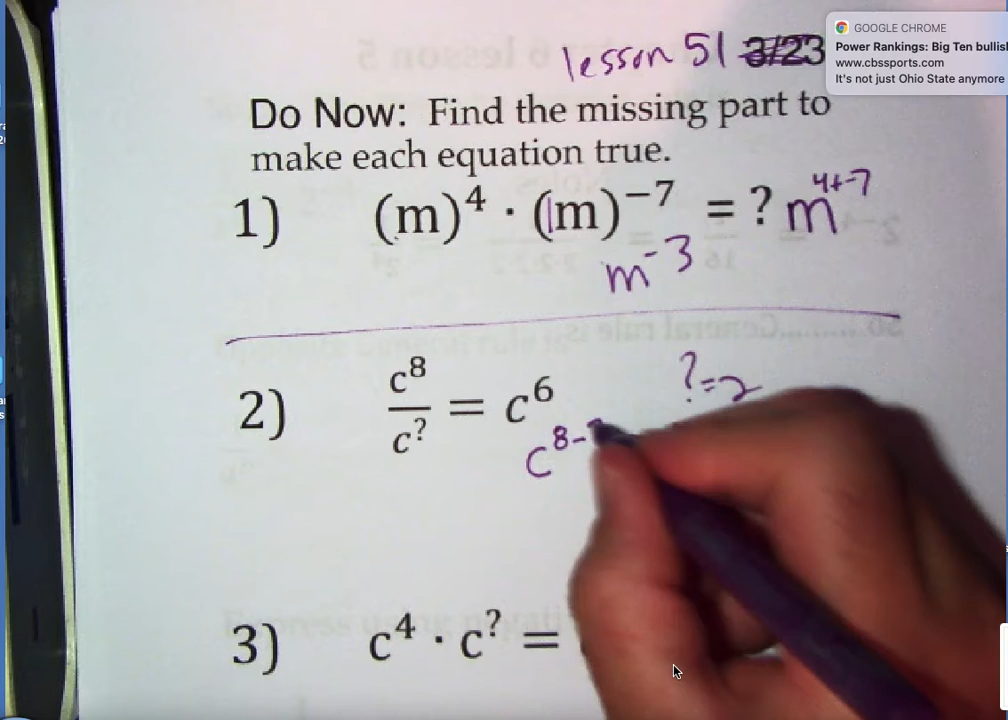 GOOGLE CHROME
Power Rankings: Big Ten bullish
www.cbssports.com
It's not just Ohio State anymore
lesson 51 3/23
Do Now: Find the missing part to
make each equation true.
1) (m)⁴ · (m)⁻⁷ = ? m⁴⁺⁻⁷
m⁻³
2) c⁸/c^? = c⁶ ?=2
c⁸⁻
3) c⁴ · c^? =